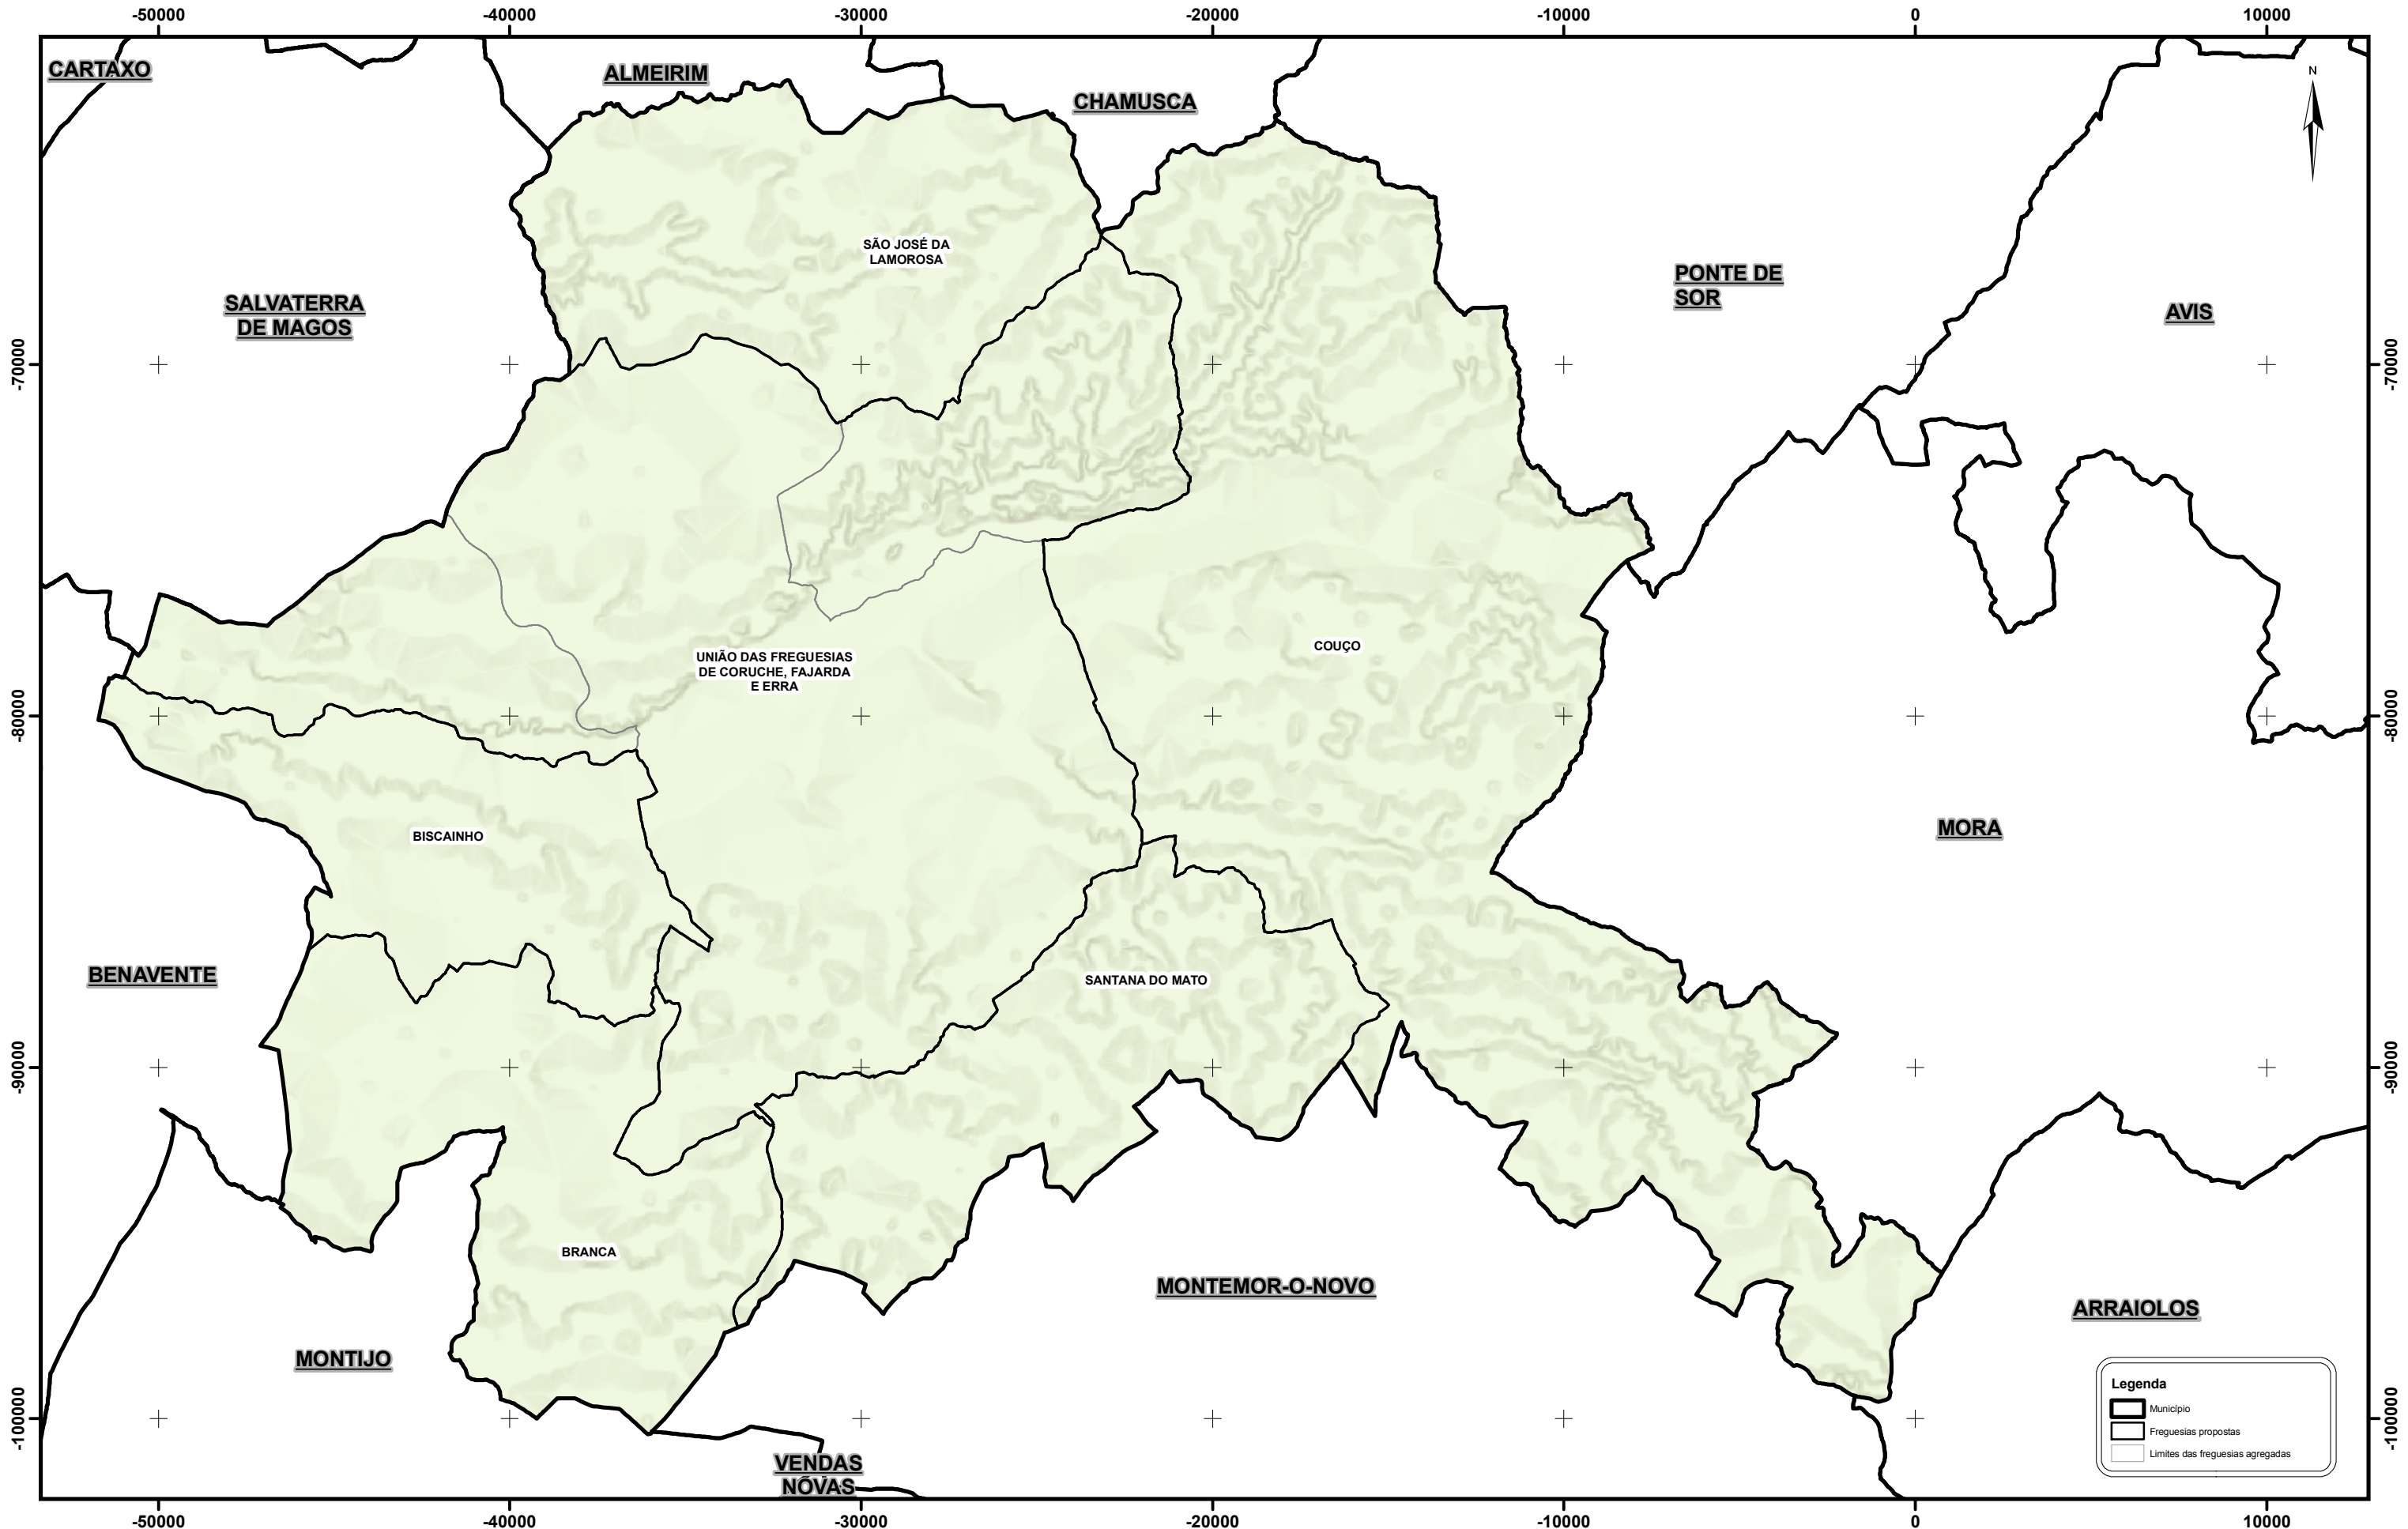 -50000
-40000
-30000
-20000
-10000
0
10000
CARTAXO
ALMEIRIM
CHAMUSCA
N
SÃO JOSÉ DA
LAMOROSA
PONTE DE
SOR
SALVATERRA
DE MAGOS
AVIS
-70000
-70000
COUÇO
UNIÃO DAS FREGUESIAS
DE CORUCHE, FAJARDA
E ERRA
-80000
-80000
BISCAINHO
MORA
BENAVENTE
SANTANA DO MATO
-90000
-90000
BRANCA
MONTEMOR-O-NOVO
ARRAIOLOS
MONTIJO
Legenda
Município
Freguesias propostas
Limites das freguesias agregadas
-100000
-100000
VENDAS
NOVAS
-50000
-40000
-30000
-20000
-10000
0
10000